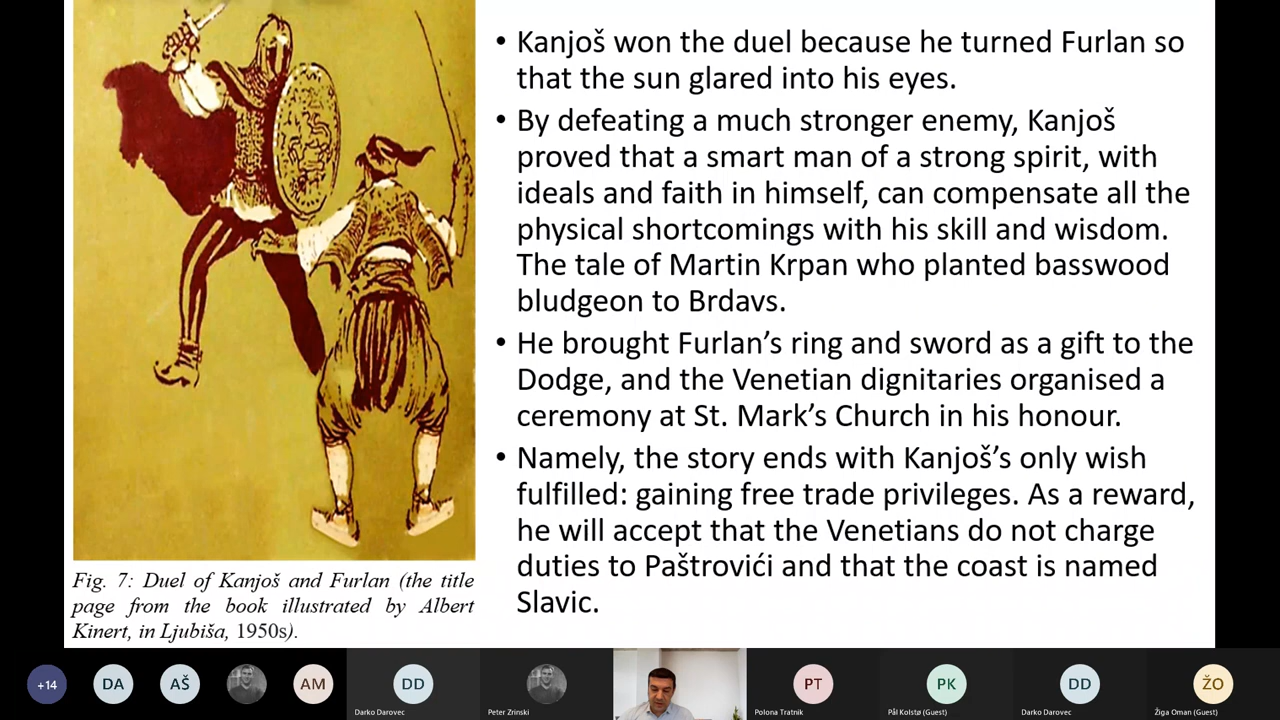 • Kanjoš won the duel because he turned Furlan so
that the sun glared into his eyes.
• By defeating a much stronger enemy, Kanjoš
proved that a smart man of a strong spirit, with
ideals and faith in himself, can compensate all the
physical shortcomings with his skill and wisdom.
The tale of Martin Krpan who planted basswood
bludgeon to Brdavs.
• He brought Furlan’s ring and sword as a gift to the
Dodge, and the Venetian dignitaries organised a
ceremony at St. Mark’s Church in his honour.
• Namely, the story ends with Kanjoš’s only wish
fulfilled: gaining free trade privileges. As a reward,
he will accept that the Venetians do not charge
duties to Paštrovići and that the coast is named
Slavic.
Fig. 7: Duel of Kanjoš and Furlan (the title
page from the book illustrated by Albert
Kinert, in Ljubiša, 1950s).
+14 DA AŠ AM DD PT PK DD ŽO
Darko Darovec Peter Zrinski Polona Tratnik Pål Kolstø (Guest) Darko Darovec Žiga Oman (Guest)